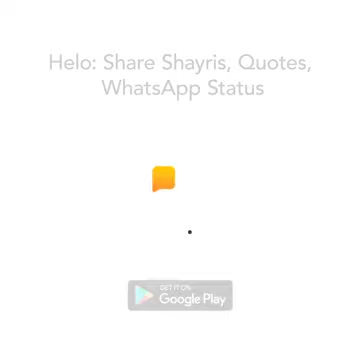 Helo: Share Shayris, Quotes,
WhatsApp Status
GET IT ON
Google Play